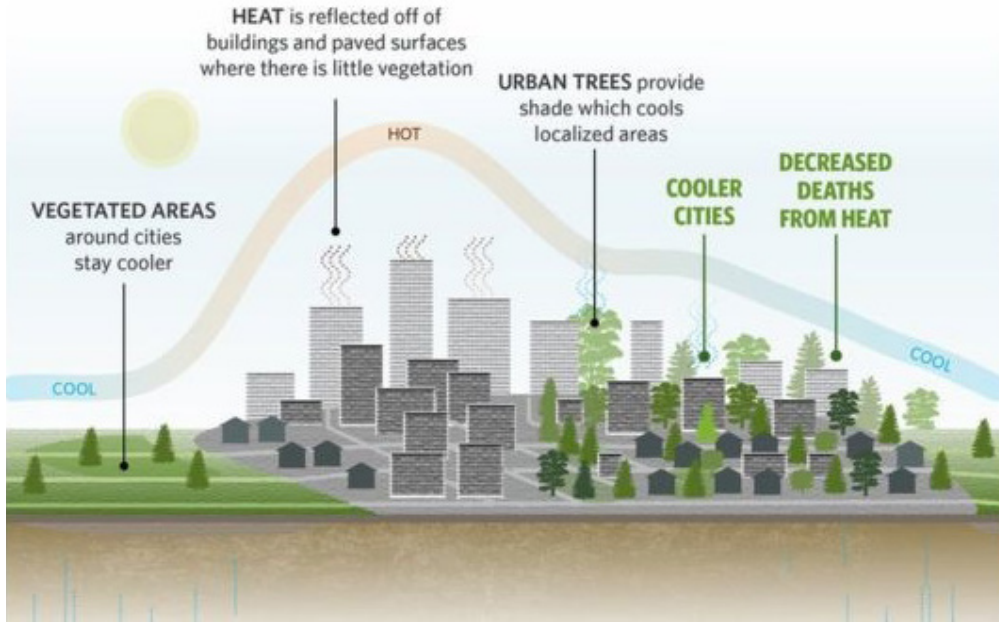 HEAT is reflected off of
buildings and paved surfaces
where there is little vegetation
URBAN TREES provide
shade which cools
localized areas
HOT
DECREASED
DEATHS
FROM HEAT
COOLER
CITIES
VEGETATED AREAS
around cities
stay cooler
COOL
COOL